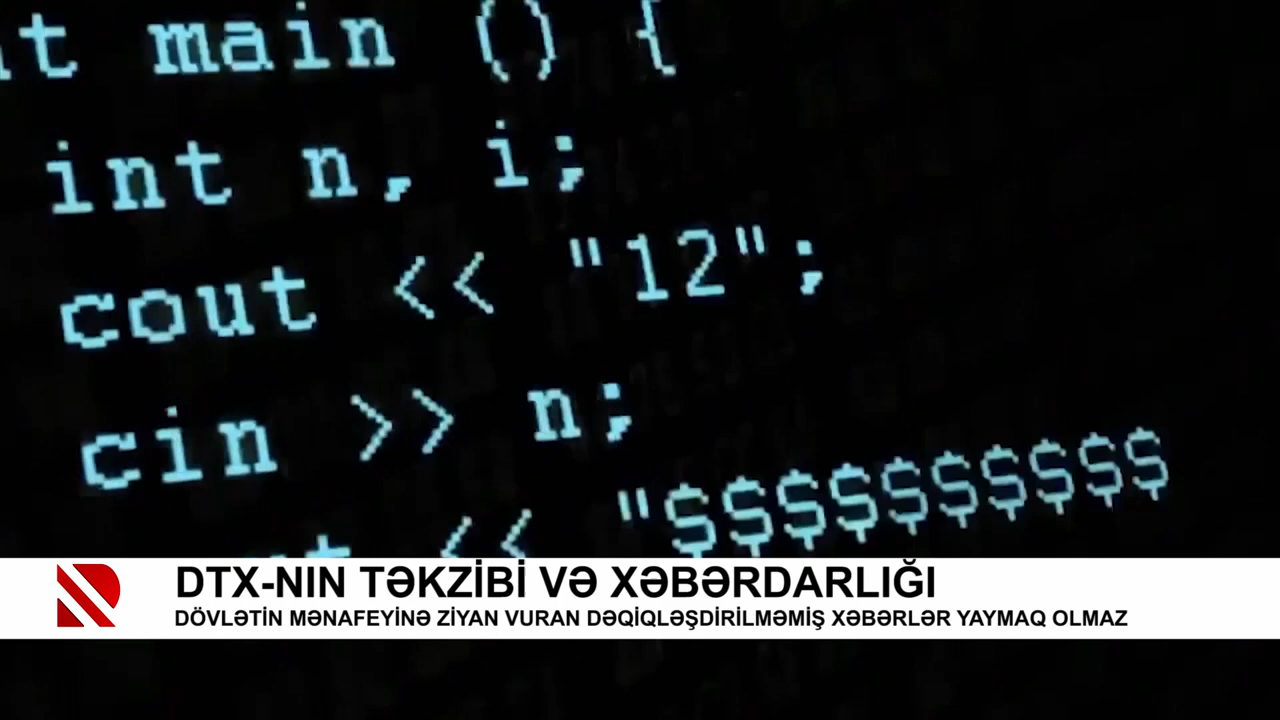 nt main () {
int n, i;
cout << "12";
cin >> n;
<< "$$$$$$$$$$
DTX-NIN TƏKZİBİ VƏ XƏBƏRDARLIĞI
DÖVLƏTİN MƏNAFEYİNƏ ZİYAN VURAN DƏQİQLƏŞDİRİLMƏMİŞ XƏBƏRLƏR YAYMAQ OLMAZ